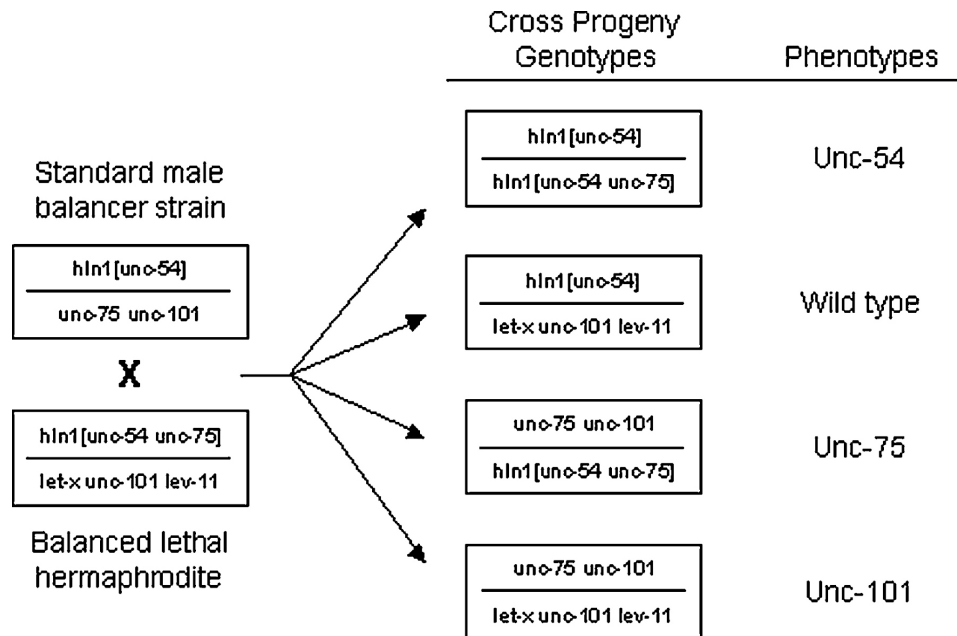 Cross Progeny
Genotypes
Phenotypes
Standard male
balancer strain
hIn1[unc-54]
unc-75 unc-101
X
hIn1[unc-54 unc-75]
let-x unc-101 lev-11
Balanced lethal
hermaphrodite
hIn1[unc-54]
hIn1[unc-54 unc-75]
Unc-54
hIn1[unc-54]
let-x unc-101 lev-11
Wild type
unc-75 unc-101
hIn1[unc-54 unc-75]
Unc-75
unc-75 unc-101
let-x unc-101 lev-11
Unc-101